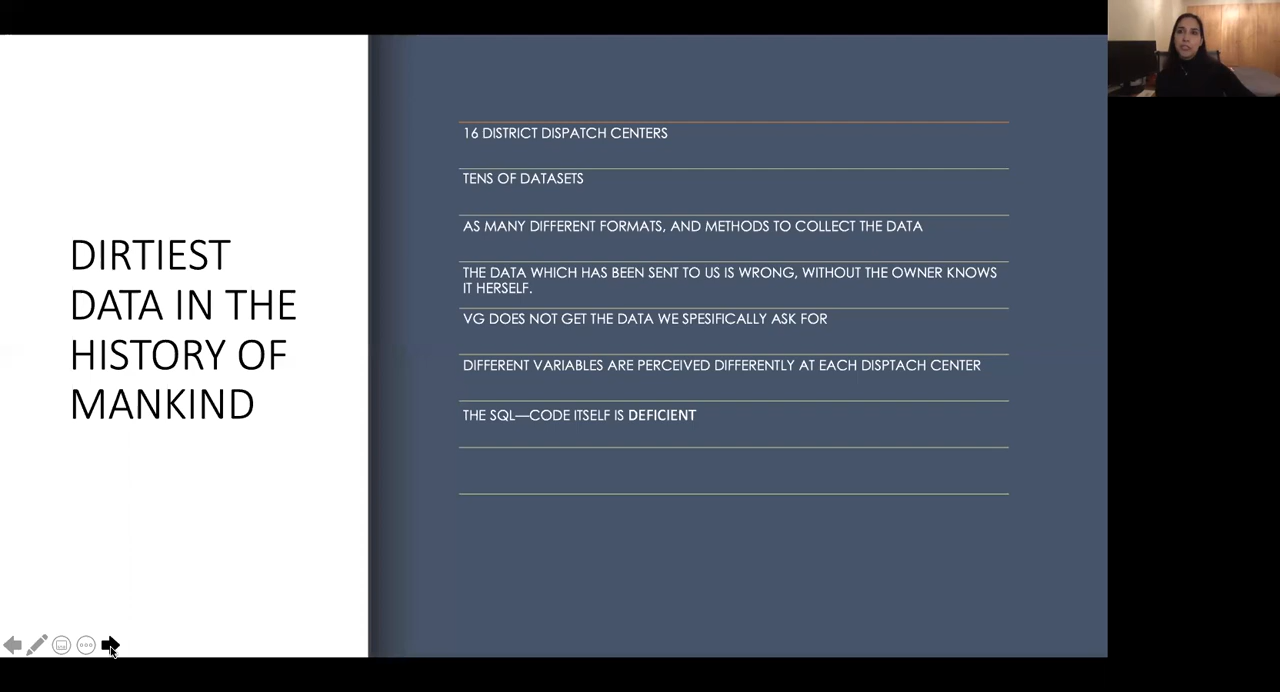 DIRTIEST
DATA IN THE
HISTORY OF
MANKIND
16 DISTRICT DISPATCH CENTERS
TENS OF DATASETS
AS MANY DIFFERENT FORMATS, AND METHODS TO COLLECT THE DATA
THE DATA WHICH HAS BEEN SENT TO US IS WRONG, WITHOUT THE OWNER KNOWS
IT HERSELF.
VG DOES NOT GET THE DATA WE SPESIFICALLY ASK FOR
DIFFERENT VARIABLES ARE PERCEIVED DIFFERENTLY AT EACH DISPTACH CENTER
THE SQL—CODE ITSELF IS DEFICIENT